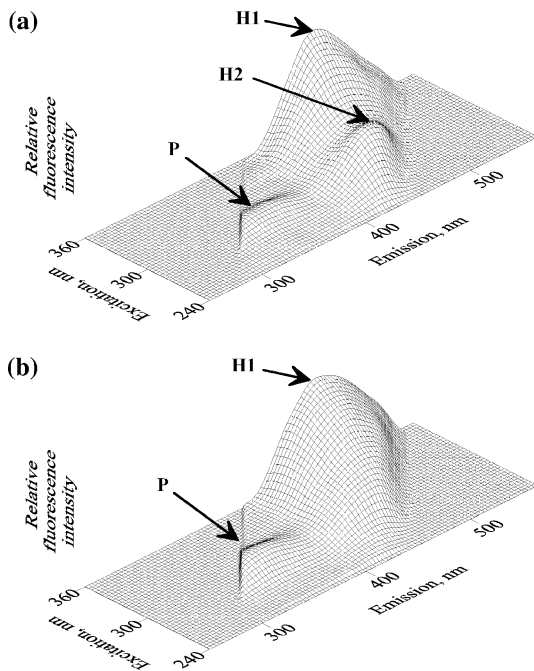 (a)
H1
H2
P
Relative
fluorescence
intensity
360
300
240
Excitation, nm
300
400
500
Emission, nm
(b)
H1
P
Relative
fluorescence
intensity
360
300
240
Excitation, nm
300
400
500
Emission, nm